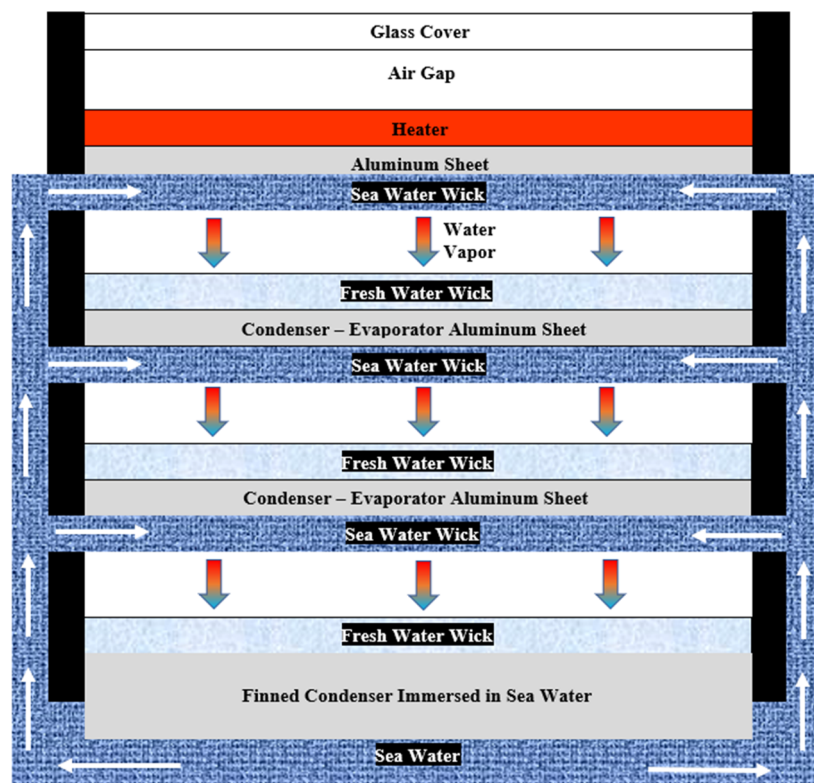 Glass Cover
Air Gap
Heater
Aluminum Sheet
Sea Water Wick
Water
Vapor
Fresh Water Wick
Condenser – Evaporator Aluminum Sheet
Sea Water Wick
Fresh Water Wick
Condenser – Evaporator Aluminum Sheet
Sea Water Wick
Fresh Water Wick
Finned Condenser Immersed in Sea Water
Sea Water